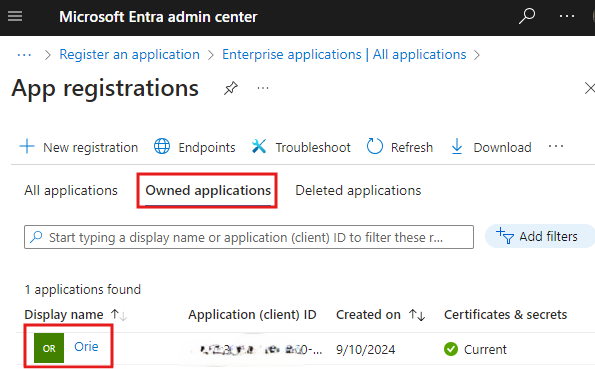 Microsoft Entra admin center
... > Register an application > Enterprise applications | All applications >
App registrations ...
New registration Endpoints Troubleshoot Refresh Download ...
All applications Owned applications Deleted applications
Start typing a display name or application (client) ID to filter these r... Add filters
1 applications found
Display name ↑↓ Application (client) ID Created on ↑↓ Certificates & secrets
OR Orie 9/10/2024 Current